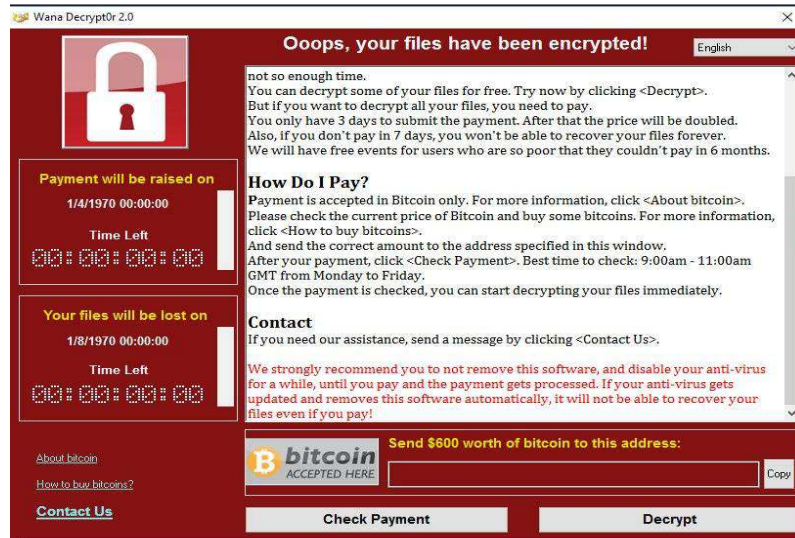 Wana Decrypt0r 2.0
Ooops, your files have been encrypted!
English
not so enough time.
You can decrypt some of your files for free. Try now by clicking <Decrypt>.
But if you want to decrypt all your files, you need to pay.
You only have 3 days to submit the payment. After that the price will be doubled.
Also, if you don't pay in 7 days, you won't be able to recover your files forever.
We will have free events for users who are so poor that they couldn't pay in 6 months.
How Do I Pay?
Payment is accepted in Bitcoin only. For more information, click <About bitcoin>.
Please check the current price of Bitcoin and buy some bitcoins. For more information,
click <How to buy bitcoins>.
And send the correct amount to the address specified in this window.
After your payment, click <Check Payment>. Best time to check: 9:00am - 11:00am
GMT from Monday to Friday.
Once the payment is checked, you can start decrypting your files immediately.
Contact
If you need our assistance, send a message by clicking <Contact Us>.
We strongly recommend you to not remove this software, and disable your anti-virus
for a while, until you pay and the payment gets processed. If your anti-virus gets
updated and removes this software automatically, it will not be able to recover your
files even if you pay!
Payment will be raised on
1/4/1970 00:00:00
Time Left
00:00:00:00
Your files will be lost on
1/8/1970 00:00:00
Time Left
00:00:00:00
About bitcoin
How to buy bitcoins?
Contact Us
bitcoin
ACCEPTED HERE
Send $600 worth of bitcoin to this address:
Copy
Check Payment
Decrypt